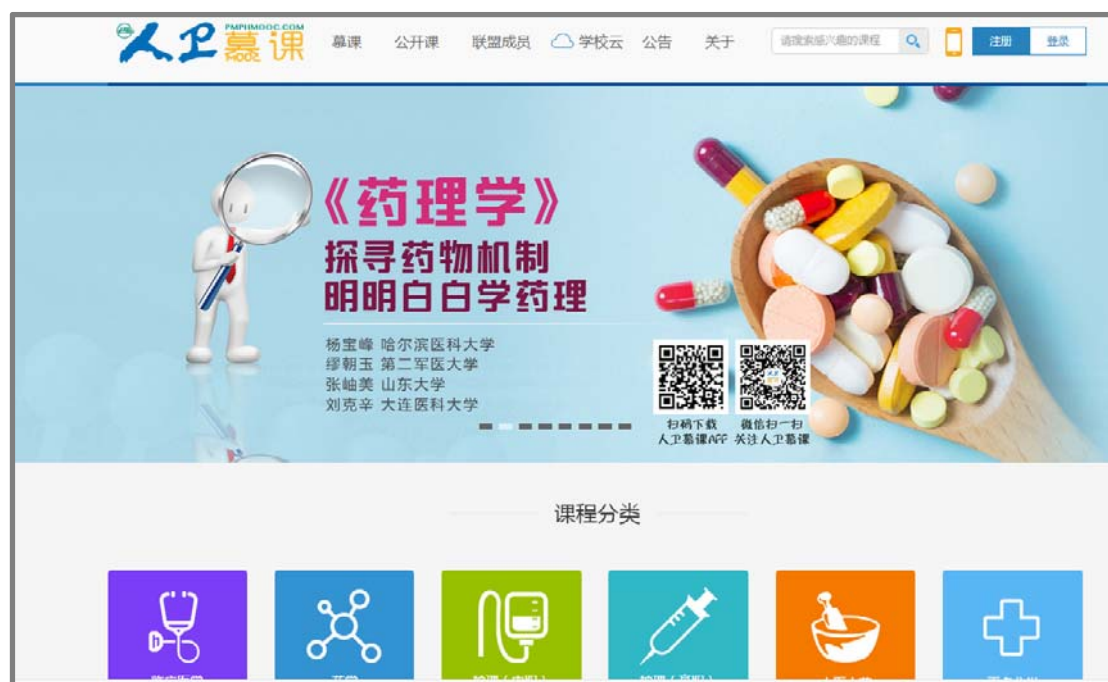 PMPHMOOC.COM
人卫慕课
MOOC
慕课 公开课 联盟成员 学校云 公告 关于 请搜索感兴趣的课程 注册 登录
《药理学》
探寻药物机制
明明白白学药理
杨宝峰 哈尔滨医科大学
缪朝玉 第二军医大学
张岫美 山东大学
刘克辛 大连医科大学
扫码下载 微信扫一扫
人卫慕课APP 关注人卫慕课
课程分类